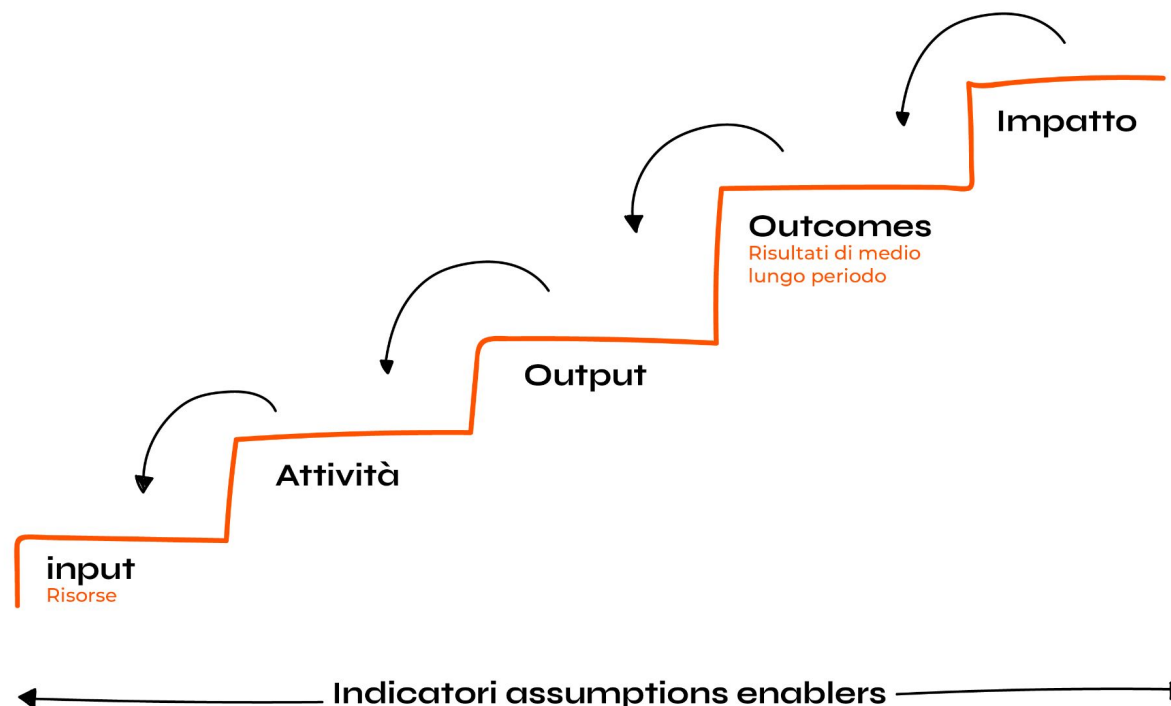 Impatto
Outcomes
Risultati di medio
lungo periodo
Output
Attività
input
Risorse
Indicatori assumptions enablers